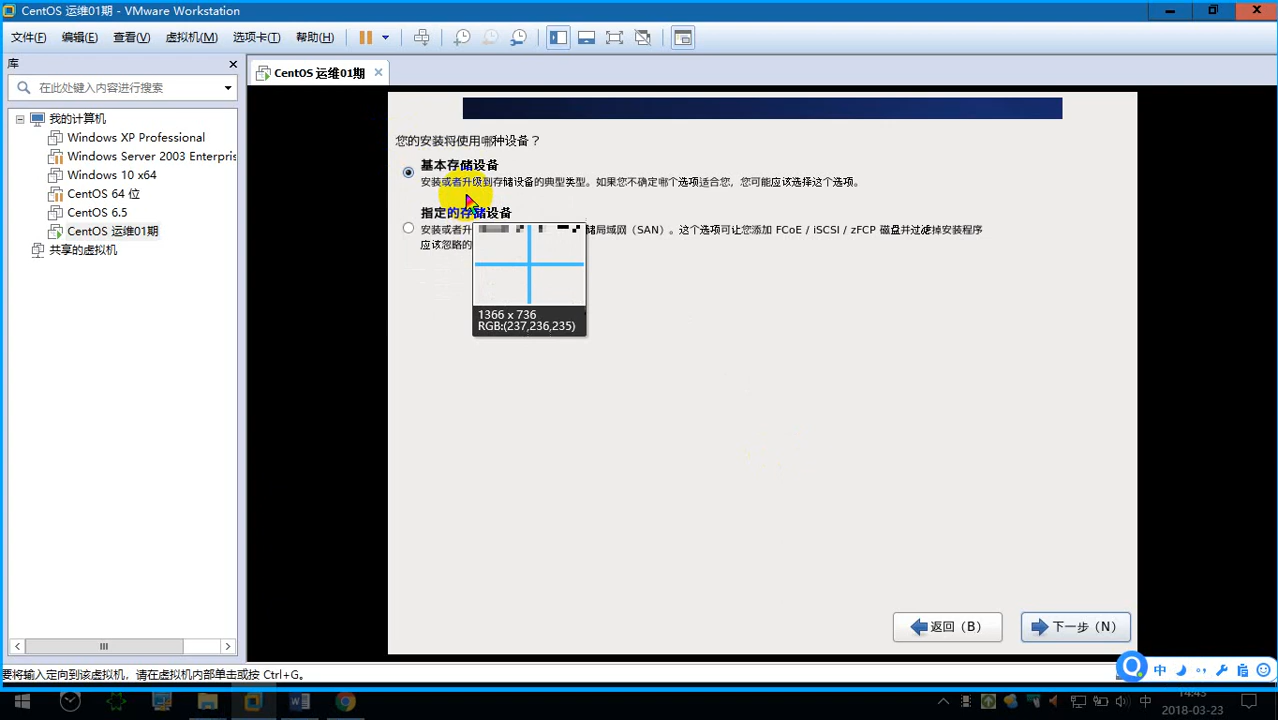 CentOS 运维01期 - VMware Workstation
文件(F) 编辑(E) 查看(V) 虚拟机(M) 选项卡(T) 帮助(H)
库
CentOS 运维01期
在此处键入内容进行搜索
我的计算机
Windows XP Professional
Windows Server 2003 Enterpris
Windows 10 x64
CentOS 64 位
CentOS 6.5
CentOS 运维01期
共享的虚拟机
您的安装将使用哪种设备？
基本存储设备
安装或者升级到存储设备的典型类型。如果您不确定哪个选项适合您，您可能应该选择这个选项。
指定的存储设备
安装或者升 储局域网（SAN）。这个选项可让您添加 FCoE / iSCSI / zFCP 磁盘并过滤掉安装程序
应该忽略的
1366 x 736
RGB:(237,236,235)
返回（B） 下一步（N）
要将输入定向到该虚拟机，请在虚拟机内部单击或按 Ctrl+G。
中
中
14:43
2018-03-23